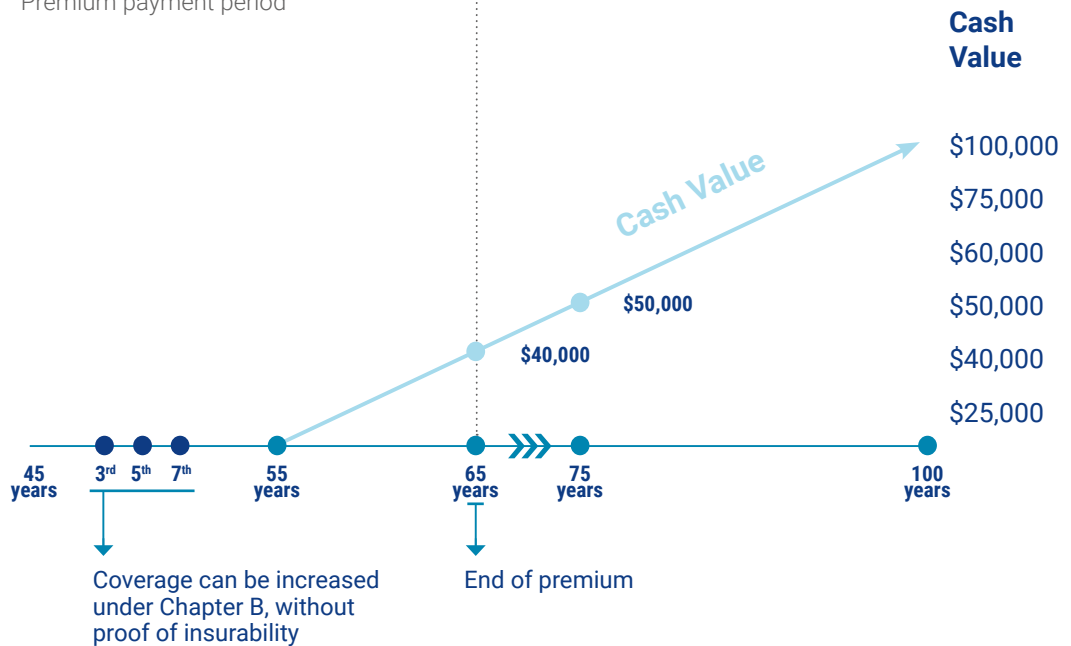 Premium payment period
Cash
Value
$100,000
$75,000
$60,000
$50,000
$40,000
$25,000
Cash Value
$50,000
$40,000
45
years
3rd
5th
7th
55
years
65
years
75
years
100
years
Coverage can be increased
under Chapter B, without
proof of insurability
End of premium